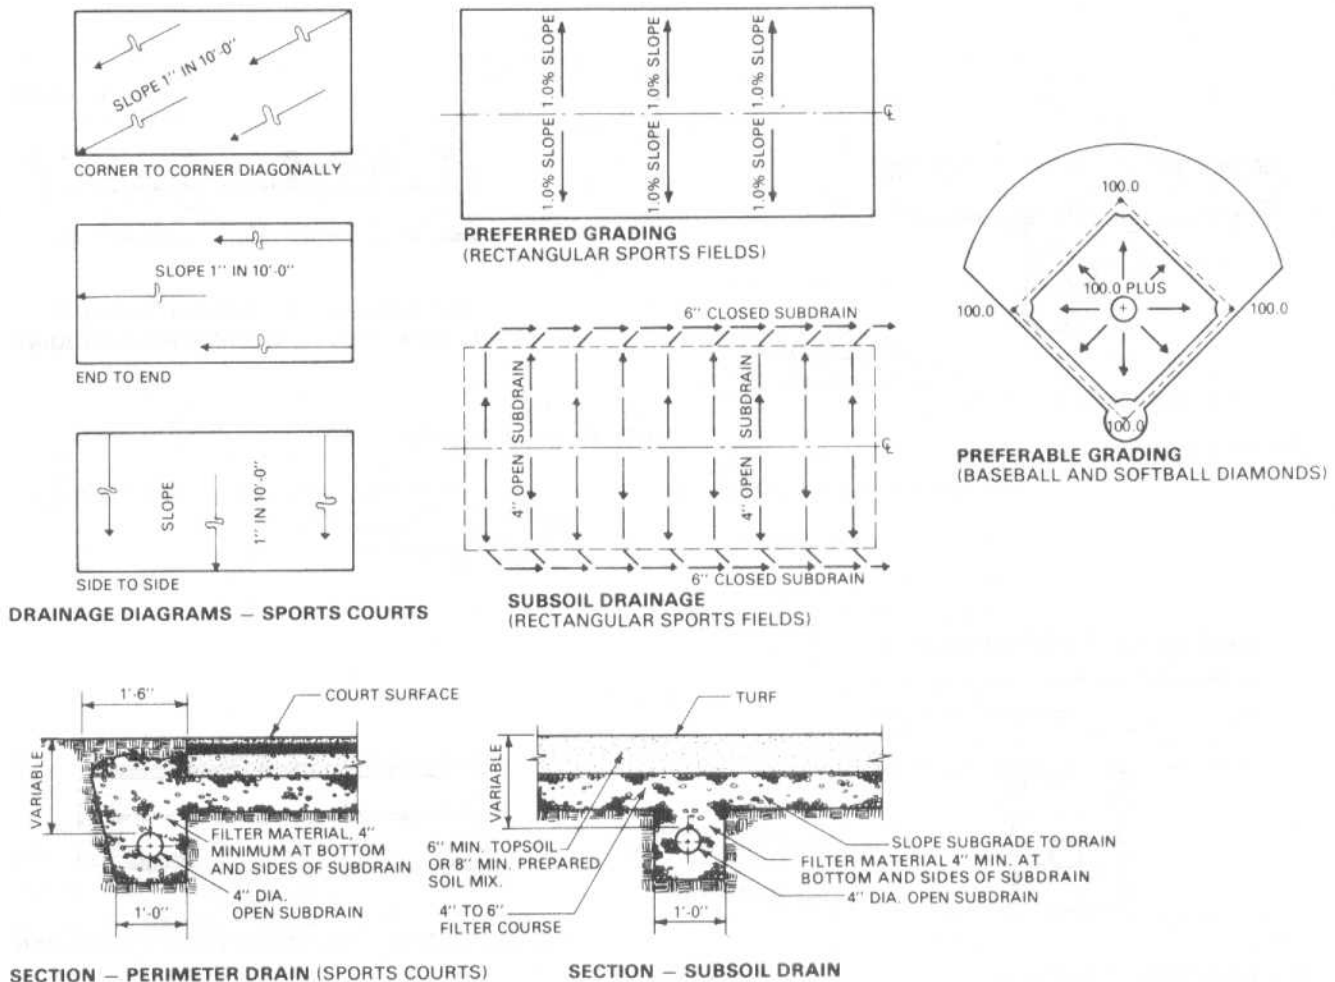 SLOPE 1'' IN 10'-0''
CORNER TO CORNER DIAGONALLY
SLOPE 1'' IN 10'-0''
END TO END
SLOPE
1'' IN 10'-0''
SIDE TO SIDE
DRAINAGE DIAGRAMS — SPORTS COURTS
1.0% SLOPE
1.0% SLOPE
1.0% SLOPE
1.0% SLOPE
1.0% SLOPE
1.0% SLOPE
℄
PREFERRED GRADING
(RECTANGULAR SPORTS FIELDS)
6'' CLOSED SUBDRAIN
4'' OPEN SUBDRAIN
4'' OPEN SUBDRAIN
℄
6'' CLOSED SUBDRAIN
SUBSOIL DRAINAGE
(RECTANGULAR SPORTS FIELDS)
100.0
100.0 PLUS
100.0
100.0
100.0
PREFERABLE GRADING
(BASEBALL AND SOFTBALL DIAMONDS)
1'-6''
COURT SURFACE
VARIABLE
FILTER MATERIAL, 4''
MINIMUM AT BOTTOM
AND SIDES OF SUBDRAIN
4'' DIA.
OPEN SUBDRAIN
1'-0''
SECTION — PERIMETER DRAIN (SPORTS COURTS)
TURF
VARIABLE
6'' MIN. TOPSOIL
OR 8'' MIN. PREPARED
SOIL MIX.
4'' TO 6''
FILTER COURSE
1'-0''
SLOPE SUBGRADE TO DRAIN
FILTER MATERIAL 4'' MIN. AT
BOTTOM AND SIDES OF SUBDRAIN
4'' DIA. OPEN SUBDRAIN
SECTION — SUBSOIL DRAIN